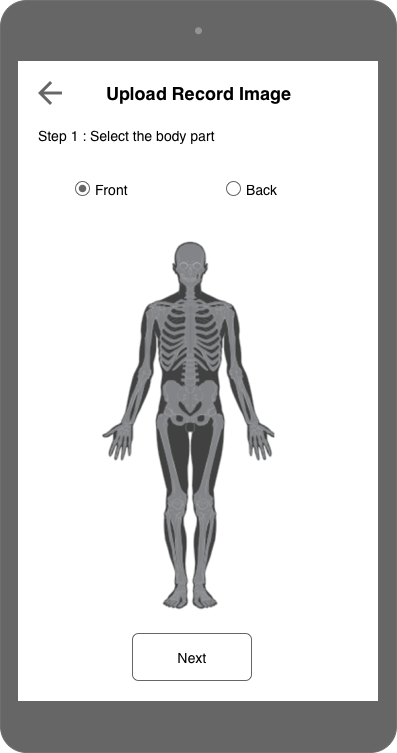 Upload Record Image
Step 1 : Select the body part
Front
Back
Next